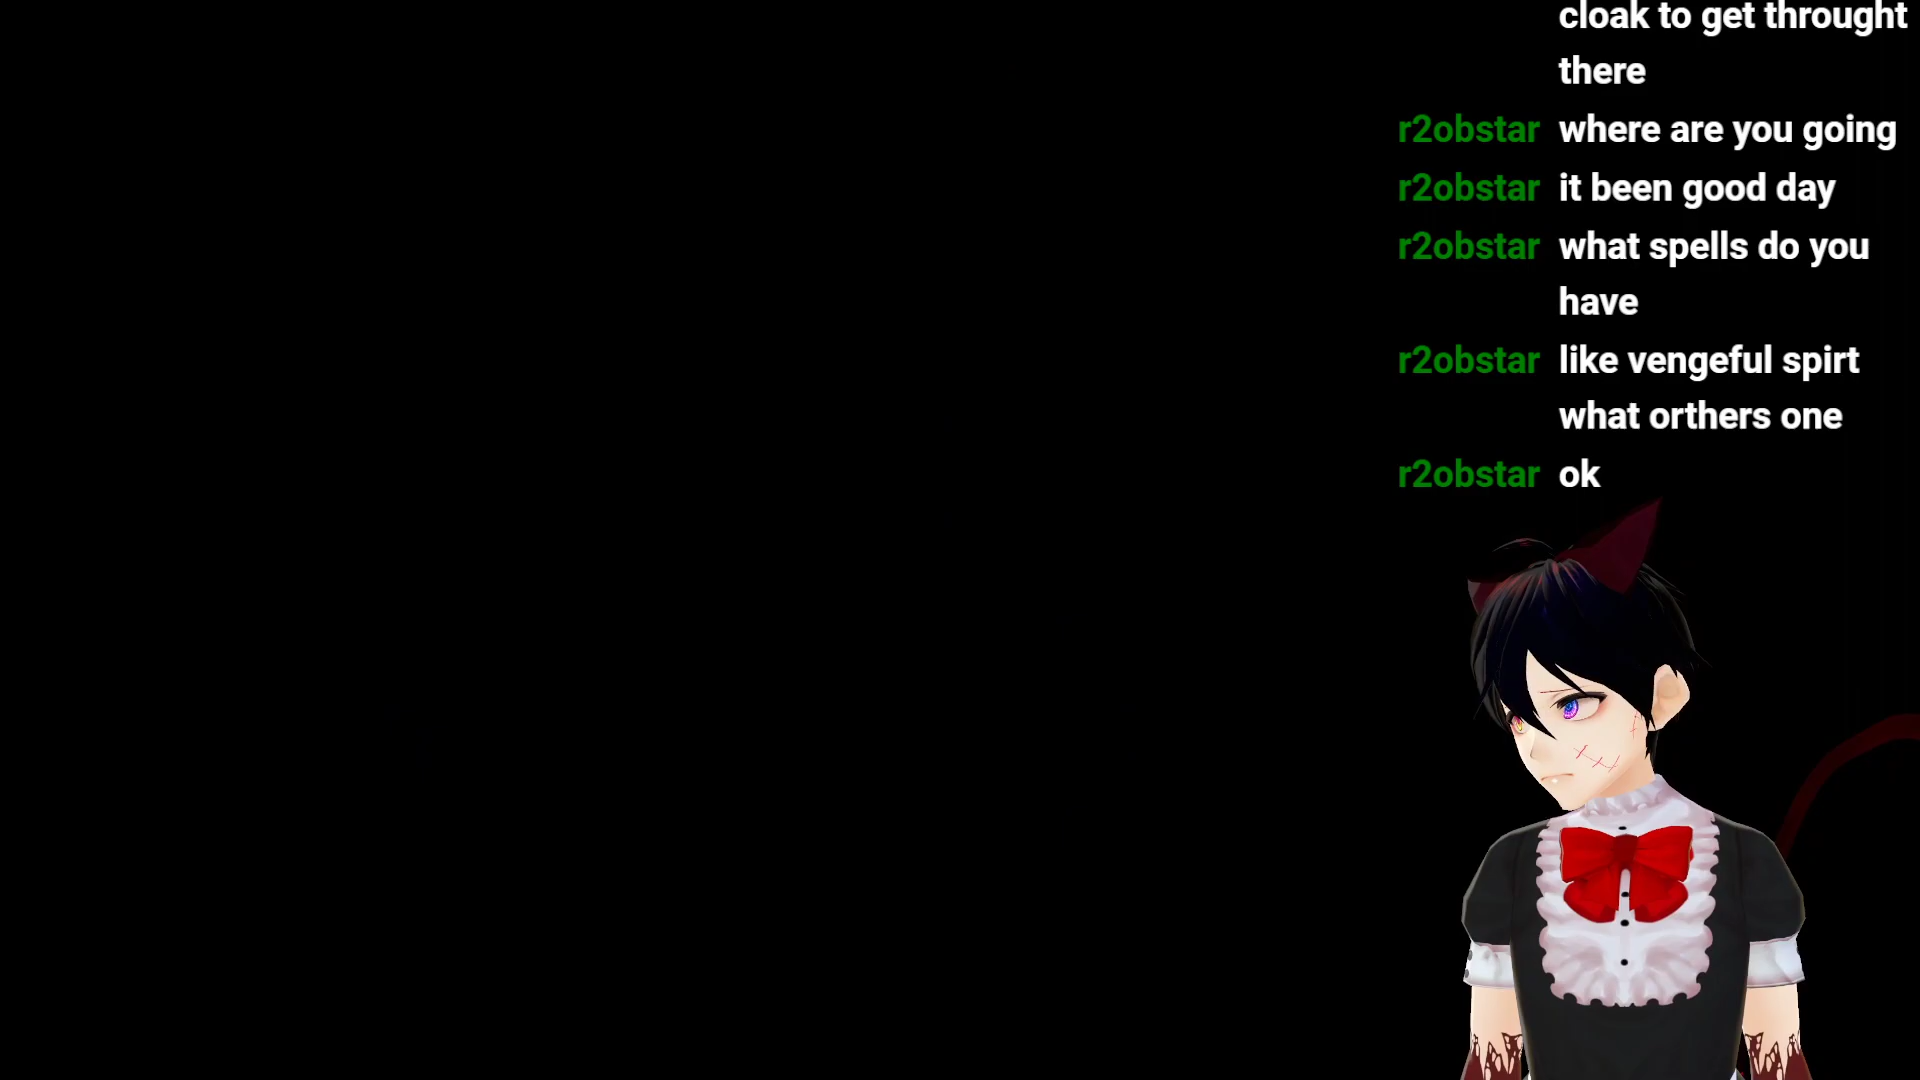 cloak to get throught
there
r2obstar where are you going
r2obstar it been good day
r2obstar what spells do you
have
r2obstar like vengeful spirt
what orthers one
r2obstar ok